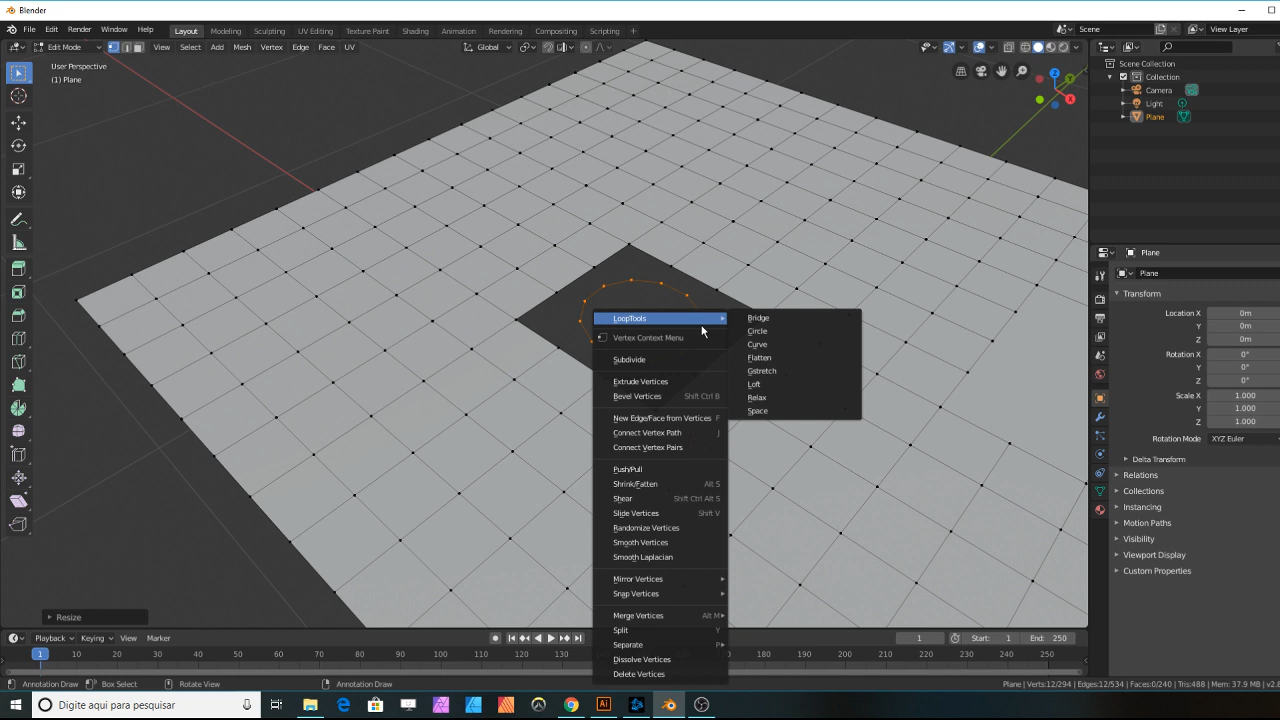 Blender
File Edit Render Window Help Layout Modeling Sculpting UV Editing Texture Paint Shading Animation Rendering Compositing Scripting + Scene View Layer
Edit Mode View Select Add Mesh Vertex Edge Face UV Global
User Perspective
(1) Plane
Y
Z
X
Scene Collection
Collection
Camera
Light
Plane
Plane
Plane
Transform
Location X 0m
Y 0m
Z 0m
Rotation X 0°
Y 0°
Z 0°
Scale X 1.000
Y 1.000
Z 1.000
Rotation Mode XYZ Euler
Delta Transform
Relations
Collections
Instancing
Motion Paths
Visibility
Viewport Display
Custom Properties
LoopTools
Vertex Context Menu
Subdivide
Extrude Vertices
Bevel Vertices Shift Ctrl B
New Edge/Face from Vertices F
Connect Vertex Path J
Connect Vertex Pairs
Push/Pull
Shrink/Fatten Alt S
Shear Shift Ctrl Alt S
Slide Vertices Shift V
Randomize Vertices
Smooth Vertices
Smooth Laplacian
Mirror Vertices
Snap Vertices
Merge Vertices Alt M
Split Y
Separate P
Dissolve Vertices
Delete Vertices
Bridge
Circle
Curve
Flatten
Gstretch
Loft
Relax
Space
Resize
Playback Keying View Marker 1 Start: 1 End: 250
1 10 20 30 40 50 60 70 80 90 100 110 120 130 190 200 210 220 230 240 250
Annotation Draw Box Select Rotate View Annotation Draw Plane | Verts:12/294 | Edges:12/534 | Faces:0/240 | Tris:488 | Mem: 37.9 MB | v2.8
Digite aqui para pesquisar